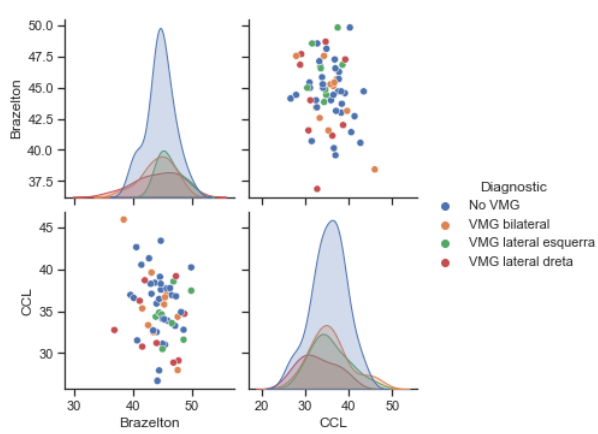 50.0
47.5
45.0
42.5
40.0
37.5
Brazelton
45
40
35
30
CCL
30
40
50
Brazelton
20
30
40
50
CCL
Diagnostic
No VMG
VMG bilateral
VMG lateral esquerra
VMG lateral dreta